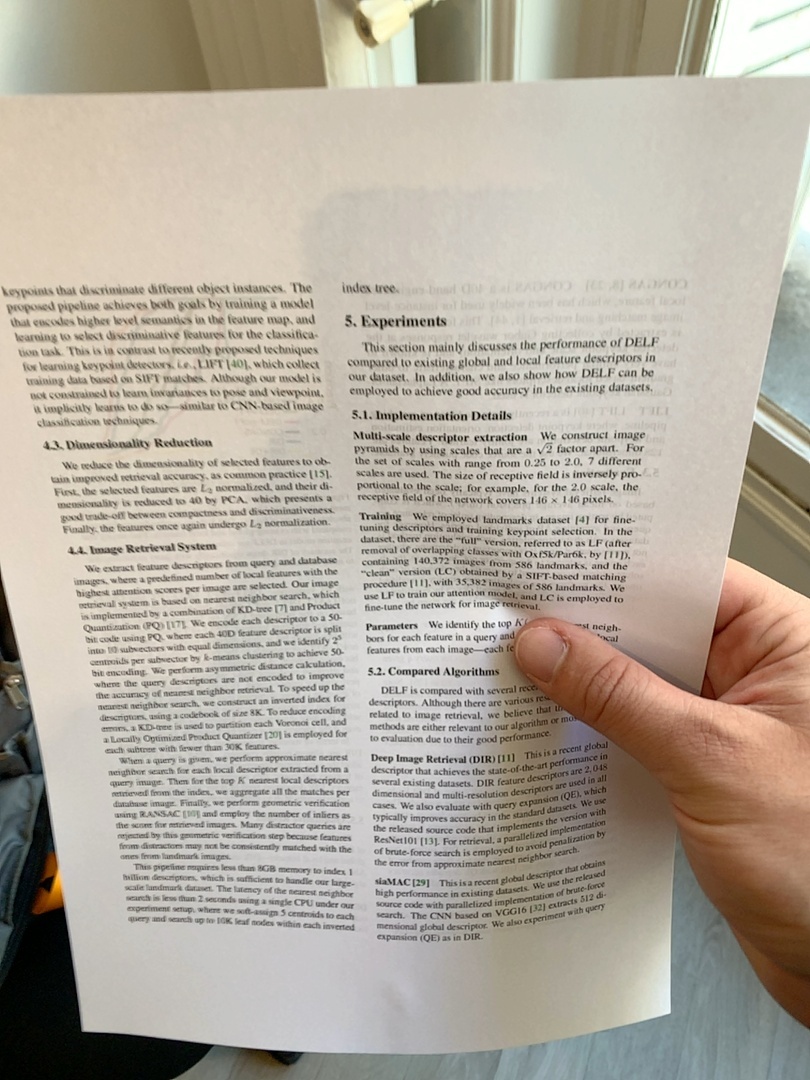 keypoints that discriminate different object instances. The
proposed pipeline achieves both goals by training a model
that encodes higher level semantics in the feature map, and
learning to select discriminative features for the classifica-
tion task. This is in contrast to recently proposed techniques
for learning keypoint detectors, i.e., LIFT [40], which collect
training data based on SIFT matches. Although our model is
not constrained to learn invariances to pose and viewpoint,
it implicitly learns to do so—similar to CNN-based image
classification techniques.
4.3. Dimensionality Reduction
We reduce the dimensionality of selected features to ob-
tain improved retrieval accuracy, as common practice [15].
First, the selected features are L2 normalized, and their di-
mensionality is reduced to 40 by PCA, which presents a
good trade-off between compactness and discriminativeness.
Finally, the features once again undergo L2 normalization.
4.4. Image Retrieval System
We extract feature descriptors from query and database
images, where a predefined number of local features with the
highest attention scores per image are selected. Our image
retrieval system is based on nearest neighbor search, which
is implemented by a combination of KD-tree [7] and Product
Quantization (PQ) [17]. We encode each descriptor to a 50-
bit code using PQ, where each 40D feature descriptor is split
into 10 subvectors with equal dimensions, and we identify 2^5
centroids per subvector by k-means clustering to achieve 50-
bit encoding. We perform asymmetric distance calculation,
where the query descriptors are not encoded to improve
the accuracy of nearest neighbor retrieval. To speed up the
nearest neighbor search, we construct an inverted index for
descriptors, using a codebook of size 8K. To reduce encoding
errors, a KD-tree is used to partition each Voronoi cell, and
a Locally Optimized Product Quantizer [20] is employed for
each subtree with fewer than 30K features.
When a query is given, we perform approximate nearest
neighbor search for each local descriptor extracted from a
query image. Then for the top K nearest local descriptors
retrieved from the index, we aggregate all the matches per
database image. Finally, we perform geometric verification
using RANSAC [10] and employ the number of inliers as
the score for retrieved images. Many distractor queries are
rejected by this geometric verification step because features
from distractors may not be consistently matched with the
ones from landmark images.
This pipeline requires less than 8GB memory to index 1
billion descriptors, which is sufficient to handle our large-
scale landmark dataset. The latency of the nearest neighbor
search is less than 2 seconds using a single CPU under our
experiment setup, where we soft-assign 5 centroids to each
query and search up to 10K leaf nodes within each inverted
index tree.
5. Experiments
This section mainly discusses the performance of DELF
compared to existing global and local feature descriptors in
our dataset. In addition, we also show how DELF can be
employed to achieve good accuracy in the existing datasets.
5.1. Implementation Details
Multi-scale descriptor extraction We construct image
pyramids by using scales that are a √2 factor apart. For
the set of scales with range from 0.25 to 2.0, 7 different
scales are used. The size of receptive field is inversely pro-
portional to the scale; for example, for the 2.0 scale, the
receptive field of the network covers 146 × 146 pixels.
Training We employed landmarks dataset [4] for fine-
tuning descriptors and training keypoint selection. In the
dataset, there are the "full" version, referred to as LF (after
removal of overlapping classes with Oxf5k/Par6k, by [11]),
containing 140,372 images from 586 landmarks, and the
"clean" version (LC) obtained by a SIFT-based matching
procedure [11], with 35,382 images of 586 landmarks. We
use LF to train our attention model, and LC is employed to
fine-tune the network for image retrieval.
Parameters We identify the top K neigh-
bors for each feature in a query and local
features from each image—each
5.2. Compared Algorithms
DELF is compared with several
descriptors. Although there are various
related to image retrieval, we believe that
methods are either relevant to our algorithm or
to evaluation due to their good performance.
Deep Image Retrieval (DIR) [11] This is a recent global
descriptor that achieves the state-of-the-art performance in
several existing datasets. DIR feature descriptors are 2,048
dimensional and multi-resolution descriptors are used in all
cases. We also evaluate with query expansion (QE), which
typically improves accuracy in the standard datasets. We use
the released source code that implements the version with
ResNet101 [13]. For retrieval, a parallelized implementation
of brute-force search is employed to avoid penalization by
the error from approximate nearest neighbor search.
siaMAC [29] This is a recent global descriptor that obtains
high performance in existing datasets. We use the released
source code with parallelized implementation of brute-force
search. The CNN based on VGG16 [32] extracts 512 di-
mensional global descriptor. We also experiment with query
expansion (QE) as in DIR.